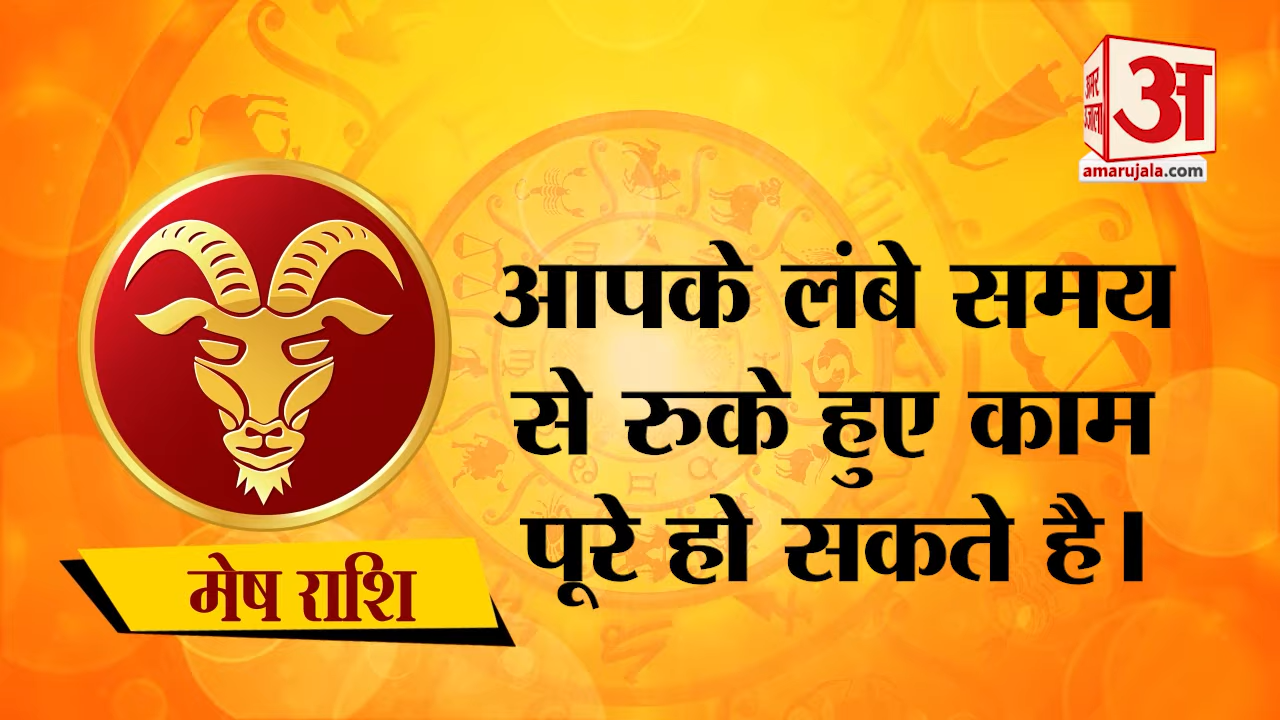 अमर
उजाला
अ
amarujala.com
आपके लंबे समय
से रुके हुए काम
पूरे हो सकते है।
मेष राशि